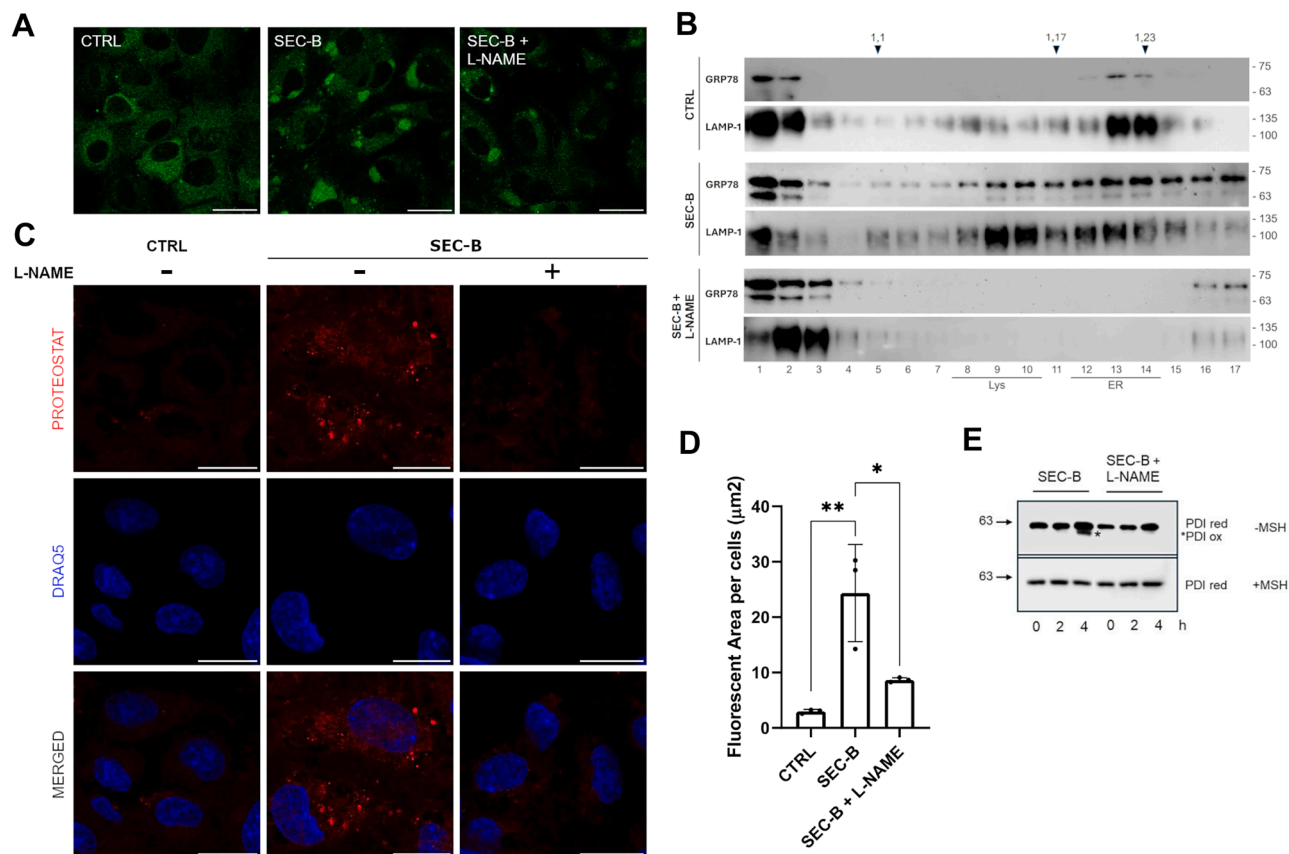 A
CTRL
SEC-B
SEC-B +
L-NAME
B
1,1
1,17
1,23
CTRL
GRP78
- 75
- 63
LAMP-1
- 135
- 100
SEC-B
GRP78
- 75
- 63
LAMP-1
- 135
- 100
SEC-B +
L-NAME
GRP78
- 75
- 63
LAMP-1
- 135
- 100
1 2 3 4 5 6 7 8 9 10 11 12 13 14 15 16 17
Lys
ER
C
CTRL
SEC-B
L-NAME - - +
PROTEOSTAT
DRAQ5
MERGED
D
Fluorescent Area per cells (μm2)
40
30
20
10
0
**
*
CTRL
SEC-B
SEC-B + L-NAME
E
SEC-B
SEC-B +
L-NAME
63
PDI red
-MSH
*
*PDI ox
63
PDI red
+MSH
0 2 4 0 2 4 h